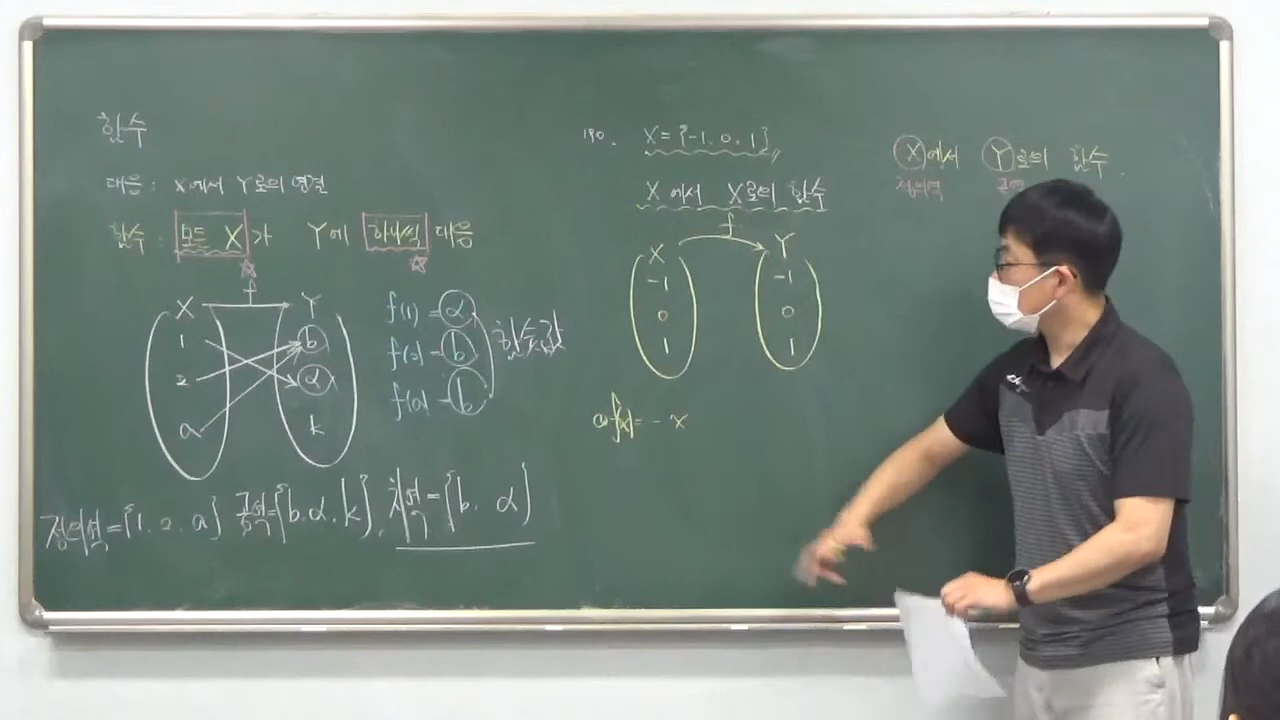 함수
대응: X에서 Y로의 연결
함수: 모든 X가 Y에 하나씩 대응
f
X Y
1 b
2 α
a k
f(1) = α
f(2) = b
f(a) = b
함숫값
정의역={1, 2, a} 공역={b, α, k}, 치역={b, α}
190. X={-1, 0, 1}
X에서 X로의 함수
f
X Y
-1 -1
0 0
1 1
f(x)= - x
X에서 Y로의 함수.
정의역